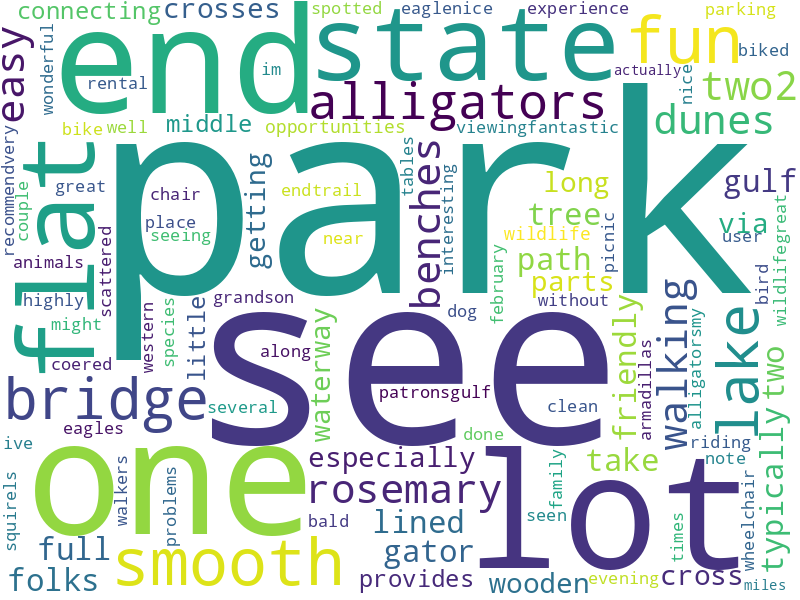 connecting
crosses
spotted
eaglenice
experience
parking
end
state
fun
biked
easy
wonderful
rental
im
actually
nice
two2
alligators
bike
well
middle
opportunities
viewingfantastic
dunes
recommendvery
couple
flat
park
great
chair
getting
endtrail
tables
benches
interesting
long
gulf
place
seeing
near
tree
wildlife
picnic
via
user
path
parts
animals
scattered
highly
might
western
species
little
grandson
february
dog
without
bird
wildlifegreat
coered
see
along
waterway
friendly
armadillas
walking
alligatorsmy
lake
two
bridge
several
patronsgulf
clean
eagles
ive
one
done
riding
note
squirrels
walkers
problems
especially
rosemary
bald
lot
seen
family
take
times
wheelchair
typically
full
smooth
lined
gator
folks
provides
wooden
evening
cross
miles